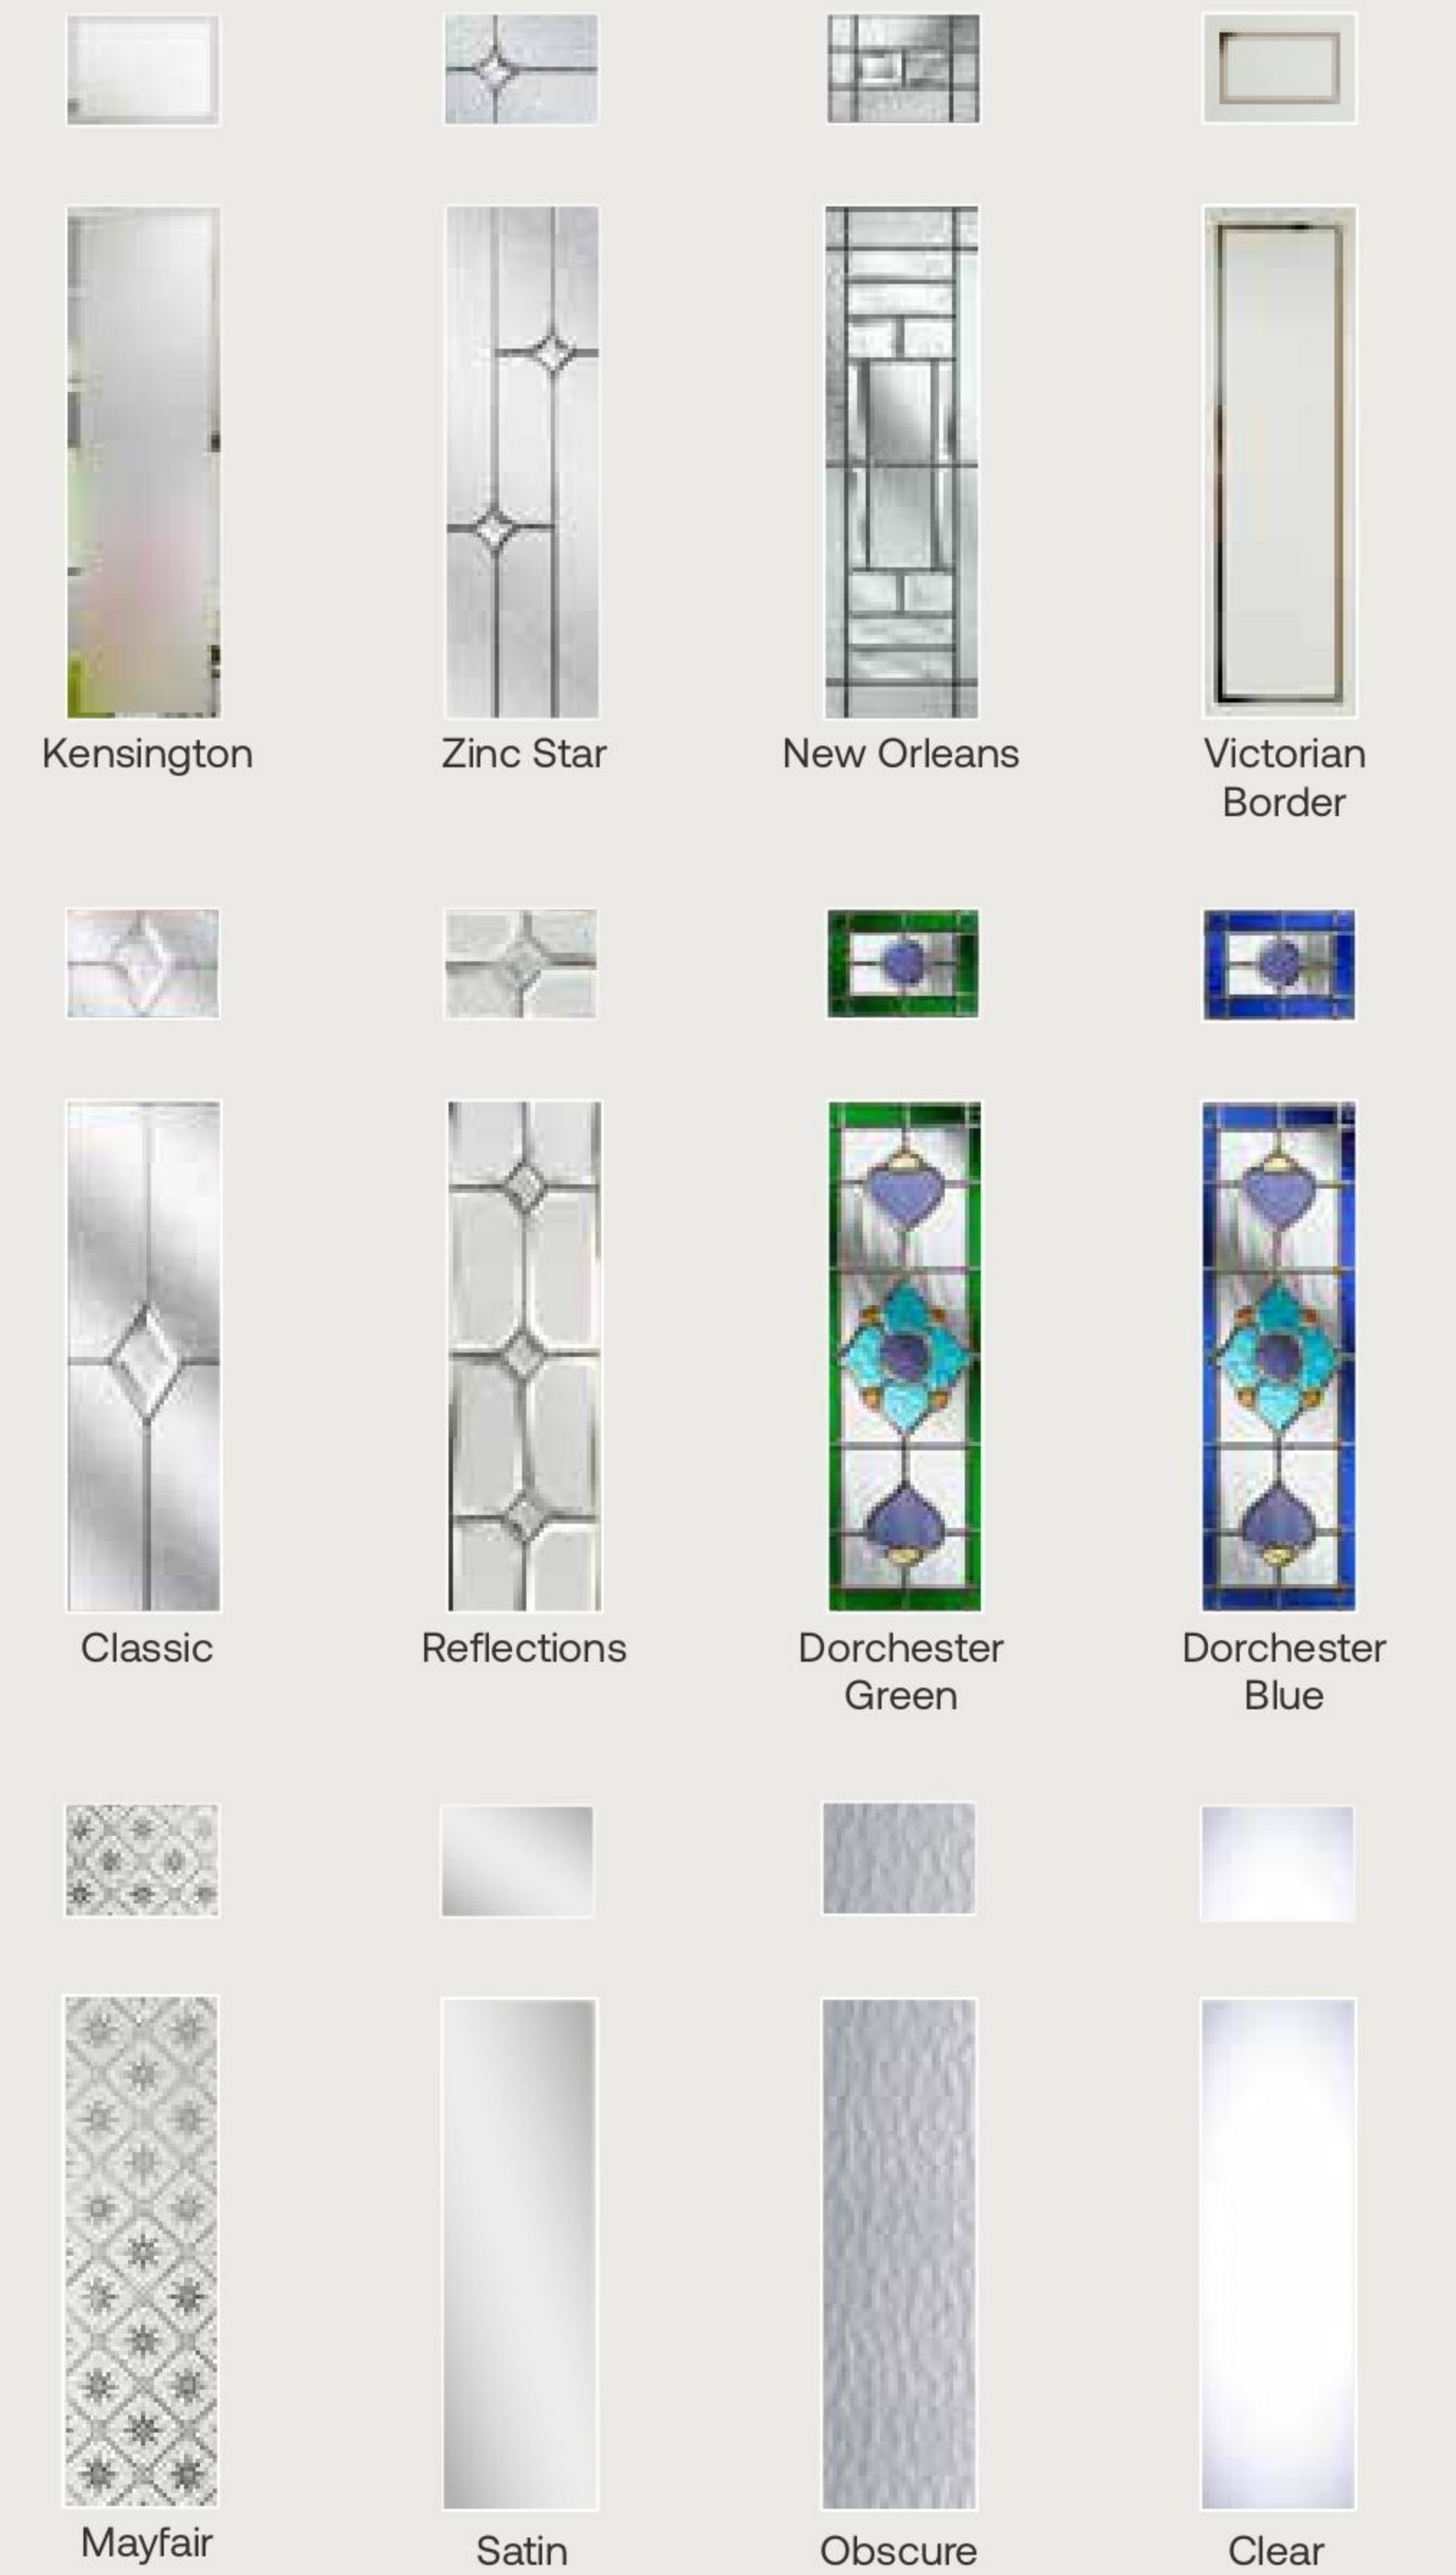 Kensington
Zinc Star
New Orleans
Victorian
Border
Classic
Reflections
Dorchester
Green
Dorchester
Blue
Mayfair
Satin
Obscure
Clear